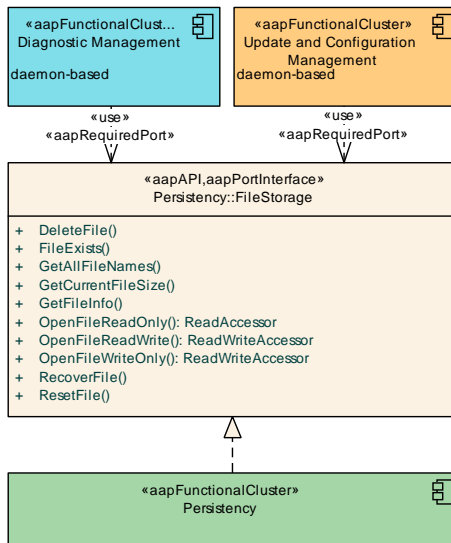 «aapFunctionalClust...
Diagnostic Management
daemon-based
«aapFunctionalCluster»
Update and Configuration
Management
daemon-based
«use»
«aapRequiredPort»
«use»
«aapRequiredPort»
«aapAPI,aapPortInterface»
Persistency::FileStorage
+ DeleteFile()
+ FileExists()
+ GetAllFileNames()
+ GetCurrentFileSize()
+ GetFileInfo()
+ OpenFileReadOnly(): ReadAccessor
+ OpenFileReadWrite(): ReadWriteAccessor
+ OpenFileWriteOnly(): ReadWriteAccessor
+ RecoverFile()
+ ResetFile()
«aapFunctionalCluster»
Persistency